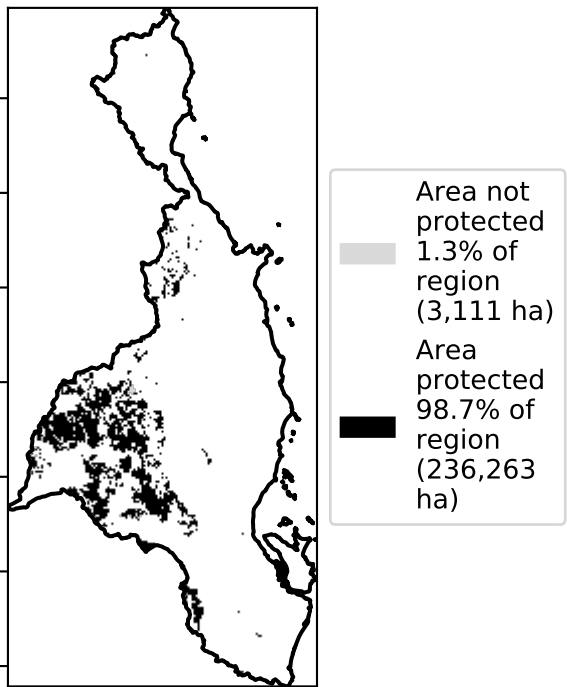 Area not
protected
1.3% of
region
(3,111 ha)
Area
protected
98.7% of
region
(236,263
ha)